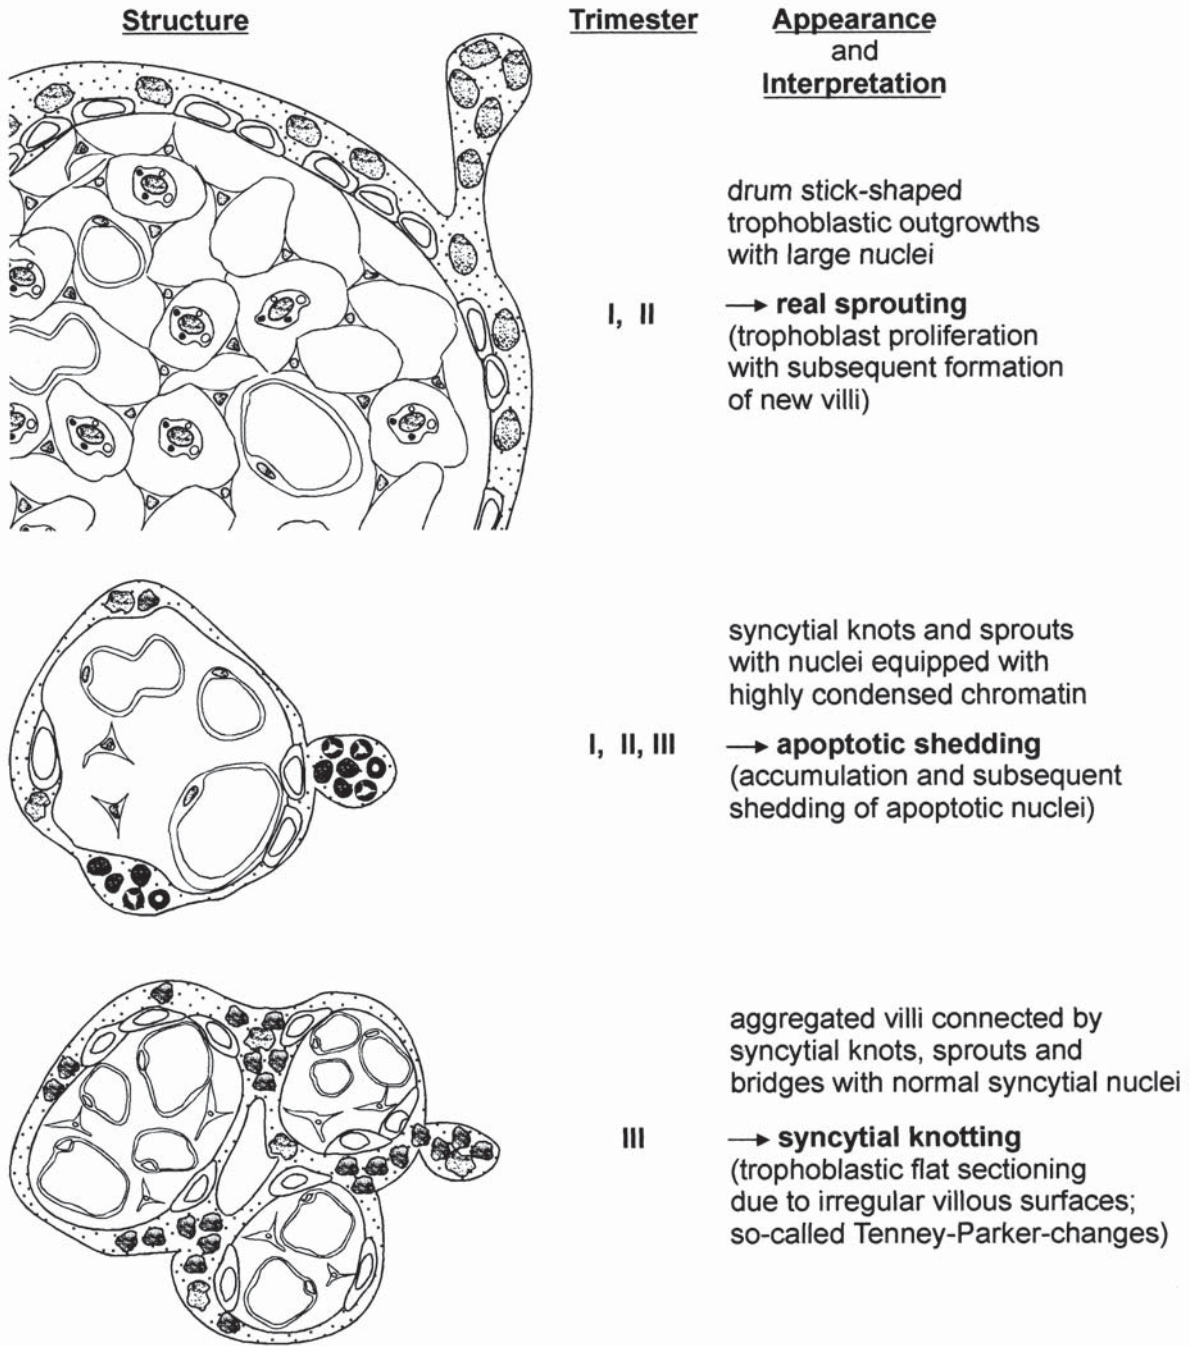 Structure
Trimester
Appearance
and
Interpretation
drum stick-shaped
trophoblastic outgrowths
with large nuclei
I, II
→ real sprouting
(trophoblast proliferation
with subsequent formation
of new villi)
syncytial knots and sprouts
with nuclei equipped with
highly condensed chromatin
I, II, III
→ apoptotic shedding
(accumulation and subsequent
shedding of apoptotic nuclei)
aggregated villi connected by
syncytial knots, sprouts and
bridges with normal syncytial nuclei
III
→ syncytial knotting
(trophoblastic flat sectioning
due to irregular villous surfaces;
so-called Tenney-Parker-changes)